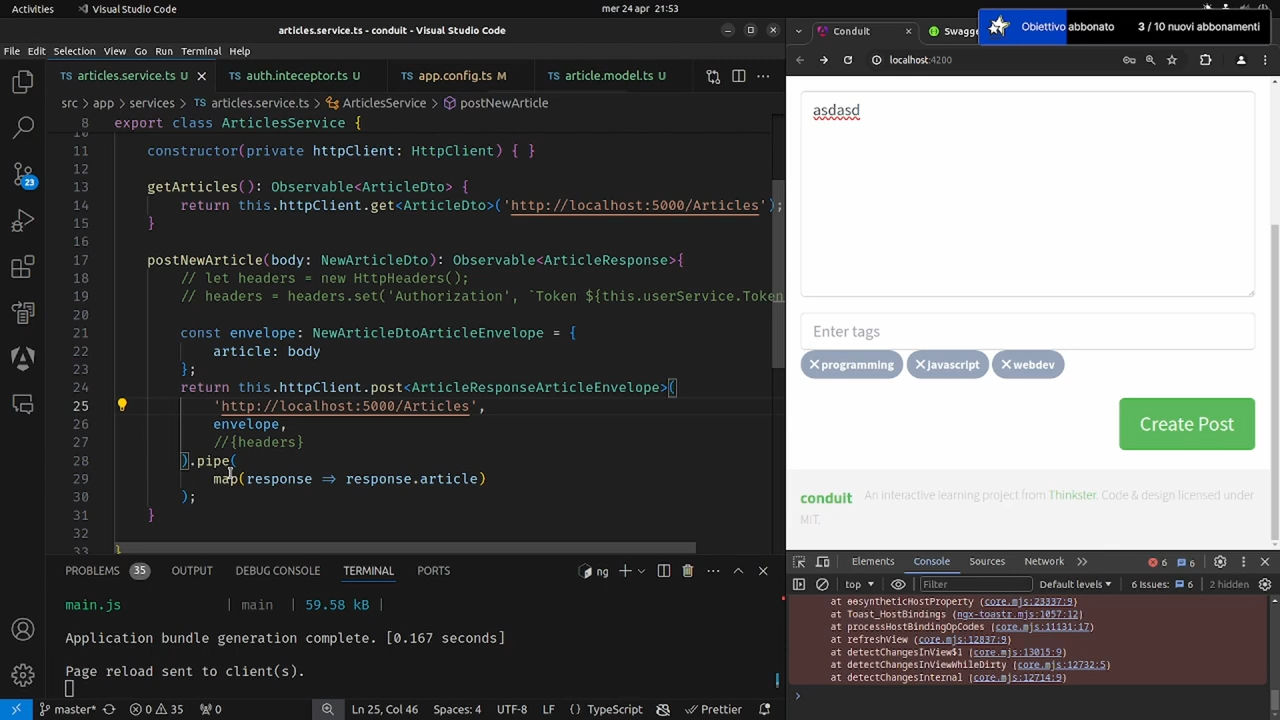 Activities
Visual Studio Code
mer 24 apr 21:53
articles.service.ts - conduit - Visual Studio Code
File Edit Selection View Go Run Terminal Help
articles.service.ts U
auth.inteceptor.ts U
app.config.ts M
article.model.ts U
src > app > services > articles.service.ts > ArticlesService > postNewArticle
8 export class ArticlesService {
11 constructor(private httpClient: HttpClient) { }
12
13 getArticles(): Observable<ArticleDto> {
14 return this.httpClient.get<ArticleDto>('http://localhost:5000/Articles');
15 }
16
17 postNewArticle(body: NewArticleDto): Observable<ArticleResponse>{
18 // let headers = new HttpHeaders();
19 // headers = headers.set('Authorization', `Token ${this.userService.Token
20
21 const envelope: NewArticleDtoArticleEnvelope = {
22 article: body
23 };
24 return this.httpClient.post<ArticleResponseArticleEnvelope>(
25 'http://localhost:5000/Articles',
26 envelope,
27 //{headers}
28 ).pipe(
29 map(response => response.article)
30 );
31 }
32
33 }
23
PROBLEMS 35 OUTPUT DEBUG CONSOLE TERMINAL PORTS
ng
main.js | main | 59.58 kB |
Application bundle generation complete. [0.167 seconds]
Page reload sent to client(s).
master* 0 35 0
Ln 25, Col 46 Spaces: 4 UTF-8 LF {} TypeScript Prettier
Conduit
Swagge
Obiettivo abbonato
3 / 10 nuovi abbonamenti
localhost:4200
asdasd
Enter tags
programming
javascript
webdev
Create Post
conduit An interactive learning project from Thinkster. Code & design licensed under
MIT.
Elements Console Sources Network 6 6
top Filter Default levels 6 Issues: 6 2 hidden
at ɵɵsyntheticHostProperty (core.mjs:23337:9)
at Toast_HostBindings (ngx-toastr.mjs:1057:12)
at processHostBindingOpCodes (core.mjs:11131:17)
at refreshView (core.mjs:12837:9)
at detectChangesInView$1 (core.mjs:13015:9)
at detectChangesInViewWhileDirty (core.mjs:12732:5)
at detectChangesInternal (core.mjs:12714:9)